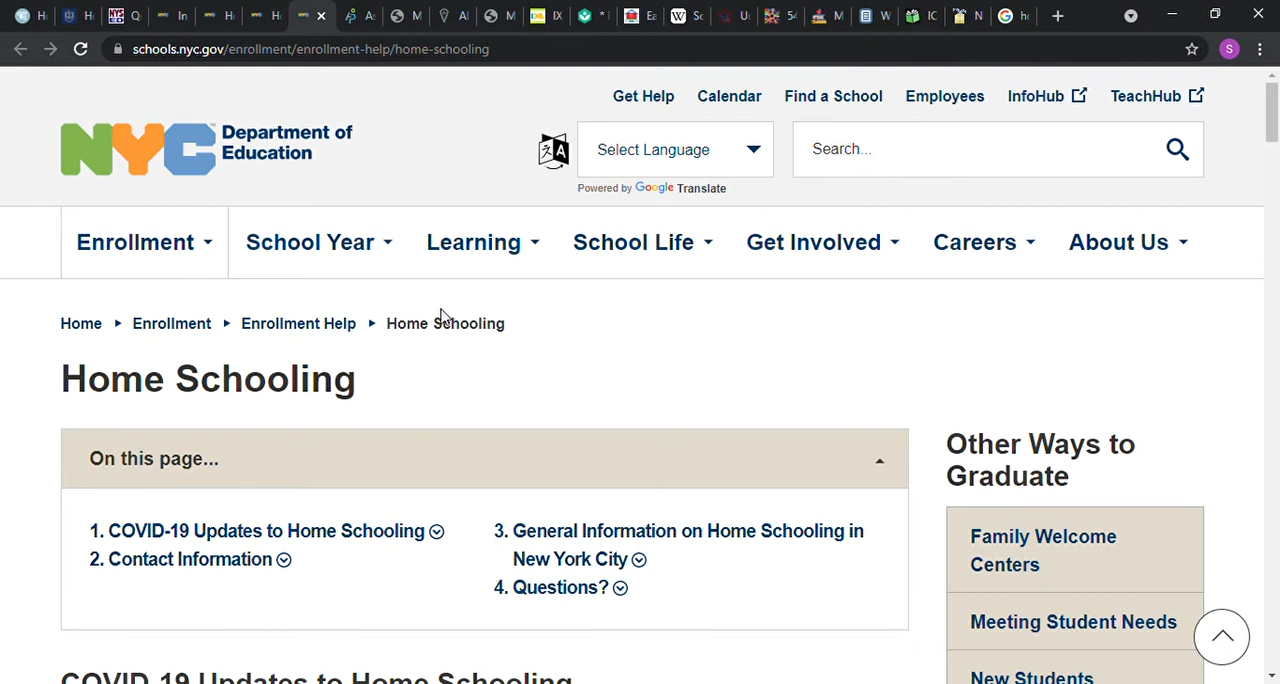 schools.nyc.gov/enrollment/enrollment-help/home-schooling
S
Get Help Calendar Find a School Employees InfoHub TeachHub
NYC Department of
Education
Select Language
Search...
Powered by Google Translate
Enrollment School Year Learning School Life Get Involved Careers About Us
Home Enrollment Enrollment Help Home Schooling
Home Schooling
On this page...
1. COVID-19 Updates to Home Schooling
2. Contact Information
3. General Information on Home Schooling in
New York City
4. Questions?
Other Ways to
Graduate
Family Welcome
Centers
Meeting Student Needs
New Students
COVID-19 Updates to Home Schooling